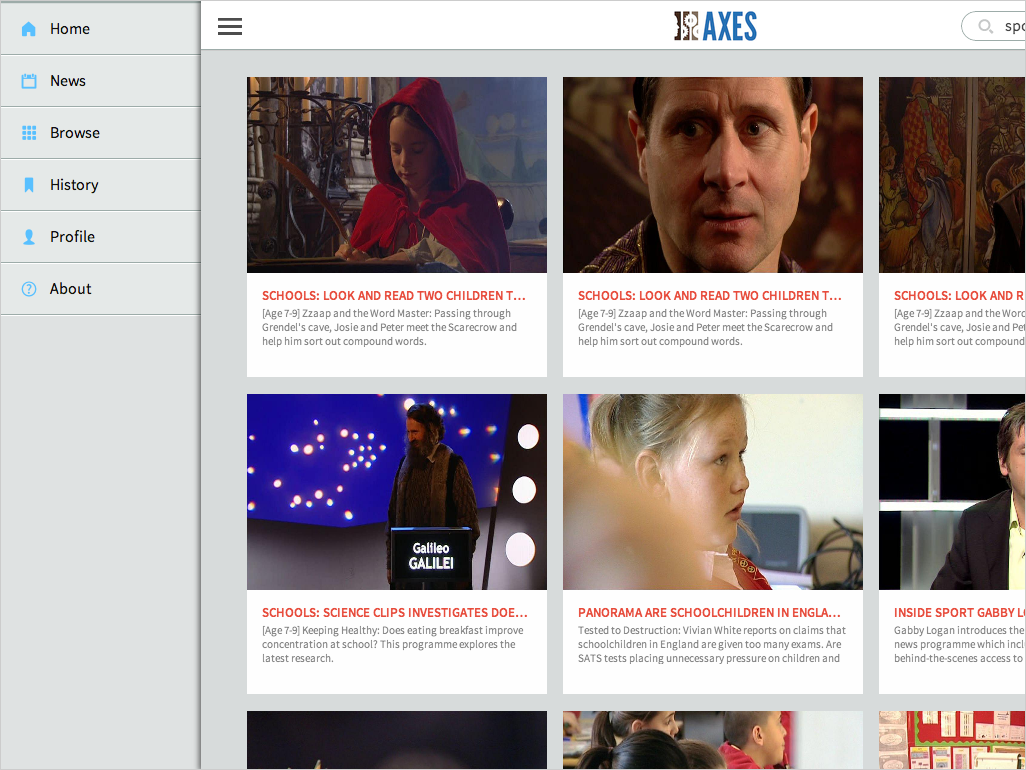 Home
News
Browse
History
Profile
About
AXES
spo
SCHOOLS: LOOK AND READ TWO CHILDREN T...
[Age 7-9] Zzaap and the Word Master: Passing through
Grendel's cave, Josie and Peter meet the Scarecrow and
help him sort out compound words.
SCHOOLS: LOOK AND READ TWO CHILDREN T...
[Age 7-9] Zzaap and the Word Master: Passing through
Grendel's cave, Josie and Peter meet the Scarecrow and
help him sort out compound words.
SCHOOLS: LOOK AND R
[Age 7-9] Zzaap and the Word
Grendel's cave, Josie and Pet
help him sort out compound
Galileo
GALILEI
SCHOOLS: SCIENCE CLIPS INVESTIGATES DOE...
[Age 7-9] Keeping Healthy: Does eating breakfast improve
concentration at school? This programme explores the
latest research.
PANORAMA ARE SCHOOLCHILDREN IN ENGLA...
Tested to Destruction: Vivian White reports on claims that
schoolchildren in England are given too many exams. Are
SATS tests placing unnecessary pressure on children and
INSIDE SPORT GABBY LO
Gabby Logan introduces the
news programme which incl
behind-the-scenes access to